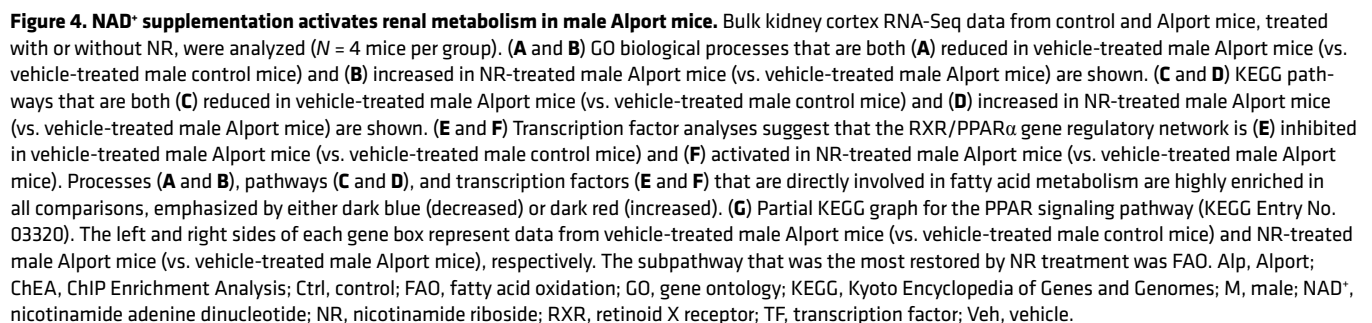 Figure 4. NAD⁺ supplementation activates renal metabolism in male Alport mice. Bulk kidney cortex RNA-Seq data from control and Alport mice, treated
with or without NR, were analyzed (N = 4 mice per group). (A and B) GO biological processes that are both (A) reduced in vehicle-treated male Alport mice (vs.
vehicle-treated male control mice) and (B) increased in NR-treated male Alport mice (vs. vehicle-treated male Alport mice) are shown. (C and D) KEGG path-
ways that are both (C) reduced in vehicle-treated male Alport mice (vs. vehicle-treated male control mice) and (D) increased in NR-treated male Alport mice
(vs. vehicle-treated male Alport mice) are shown. (E and F) Transcription factor analyses suggest that the RXR/PPARα gene regulatory network is (E) inhibited
in vehicle-treated male Alport mice (vs. vehicle-treated male control mice) and (F) activated in NR-treated male Alport mice (vs. vehicle-treated male Alport
mice). Processes (A and B), pathways (C and D), and transcription factors (E and F) that are directly involved in fatty acid metabolism are highly enriched in
all comparisons, emphasized by either dark blue (decreased) or dark red (increased). (G) Partial KEGG graph for the PPAR signaling pathway (KEGG Entry No.
03320). The left and right sides of each gene box represent data from vehicle-treated male Alport mice (vs. vehicle-treated male control mice) and NR-treated
male Alport mice (vs. vehicle-treated male Alport mice), respectively. The subpathway that was the most restored by NR treatment was FAO. Alp, Alport;
ChEA, ChIP Enrichment Analysis; Ctrl, control; FAO, fatty acid oxidation; GO, gene ontology; KEGG, Kyoto Encyclopedia of Genes and Genomes; M, male; NAD⁺,
nicotinamide adenine dinucleotide; NR, nicotinamide riboside; RXR, retinoid X receptor; TF, transcription factor; Veh, vehicle.